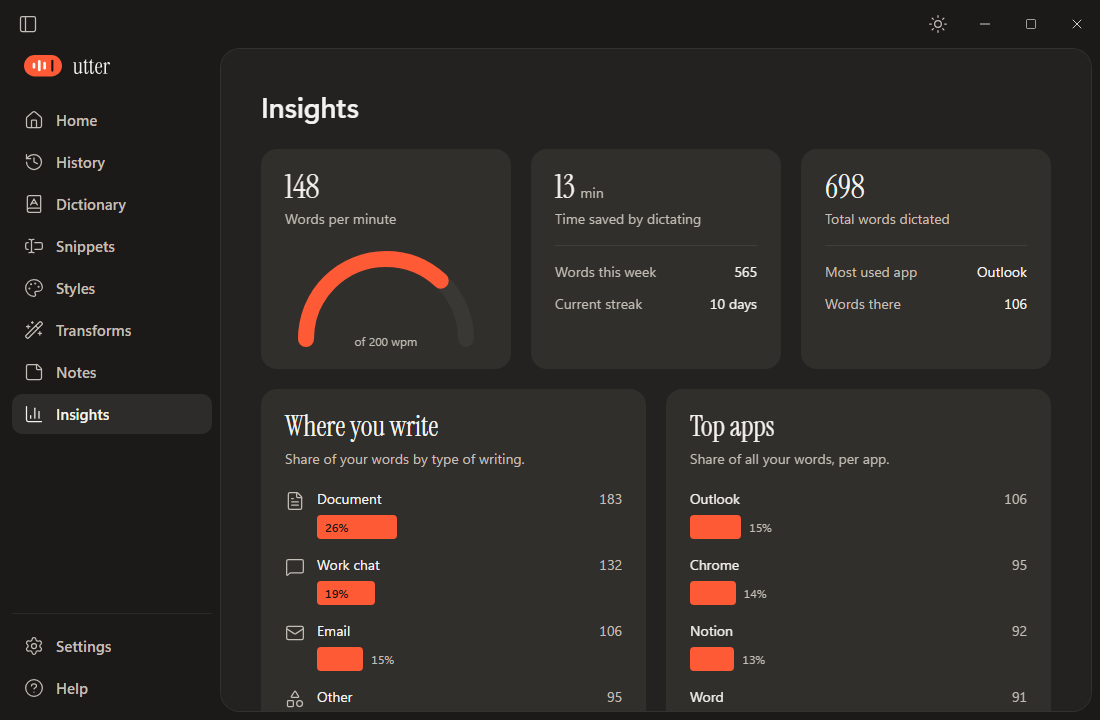 utter
Home
History
Dictionary
Snippets
Styles
Transforms
Notes
Insights
Settings
Help
Insights
148
Words per minute
of 200 wpm
13 min
Time saved by dictating
Words this week 565
Current streak 10 days
698
Total words dictated
Most used app Outlook
Words there 106
Where you write
Share of your words by type of writing.
Document 183
26%
Work chat 132
19%
Email 106
15%
Other 95
Top apps
Share of all your words, per app.
Outlook 106
15%
Chrome 95
14%
Notion 92
13%
Word 91